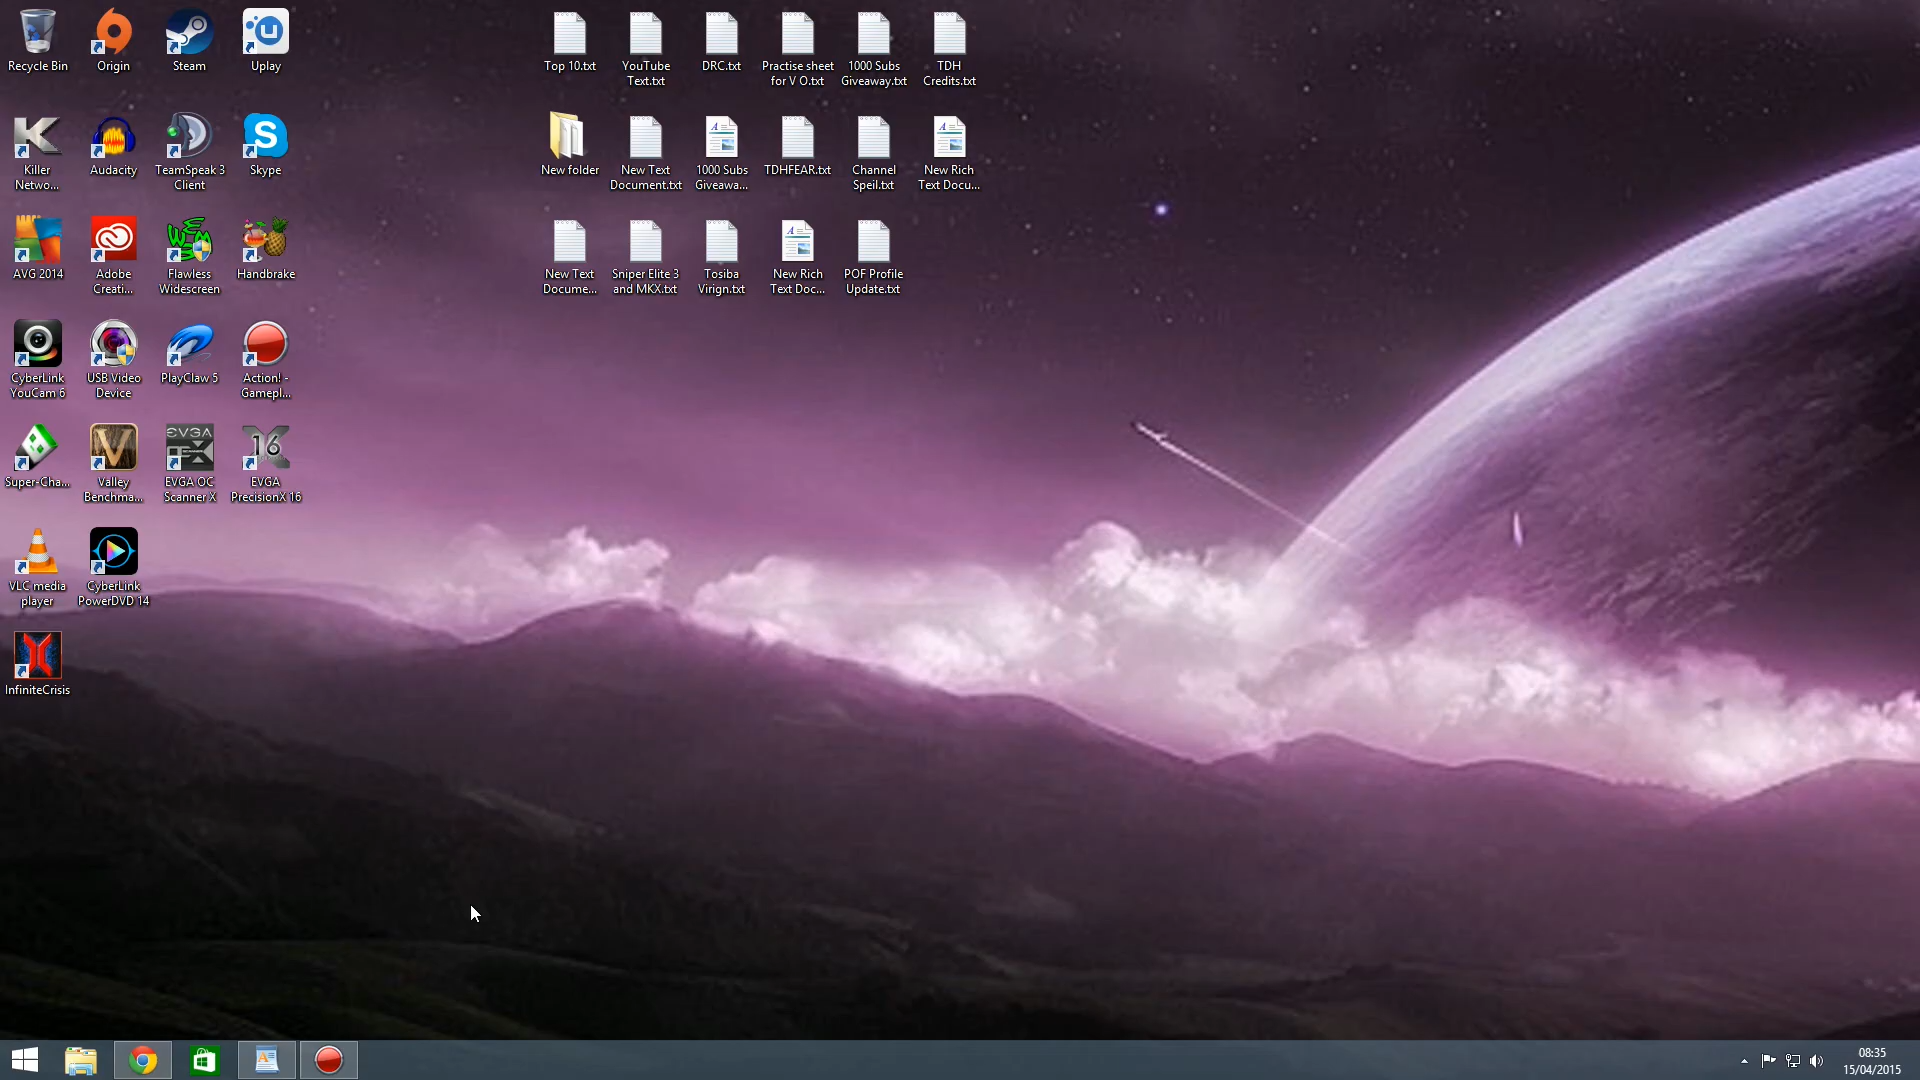 Recycle Bin
Origin
Steam
Uplay
Top 10.txt
YouTube
Text.txt
DRC.txt
Practise sheet
for V O.txt
1000 Subs
Giveaway.txt
TDH
Credits.txt
Killer
Netwo...
Audacity
TeamSpeak 3
Client
Skype
New folder
New Text
Document.txt
1000 Subs
Giveawa...
TDHFEAR.txt
Channel
Speil.txt
New Rich
Text Docu...
AVG 2014
Adobe
Creati...
Flawless
Widescreen
Handbrake
New Text
Docume...
Sniper Elite 3
and MKX.txt
Tosiba
Virign.txt
New Rich
Text Doc...
POF Profile
Update.txt
CyberLink
YouCam 6
USB Video
Device
PlayClaw 5
Action! -
Gamepl...
Super-Cha...
Valley
Benchma...
EVGA
EVGA OC
Scanner X
16
EVGA
PrecisionX 16
VLC media
player
CyberLink
PowerDVD 14
InfiniteCrisis
08:35
15/04/2015